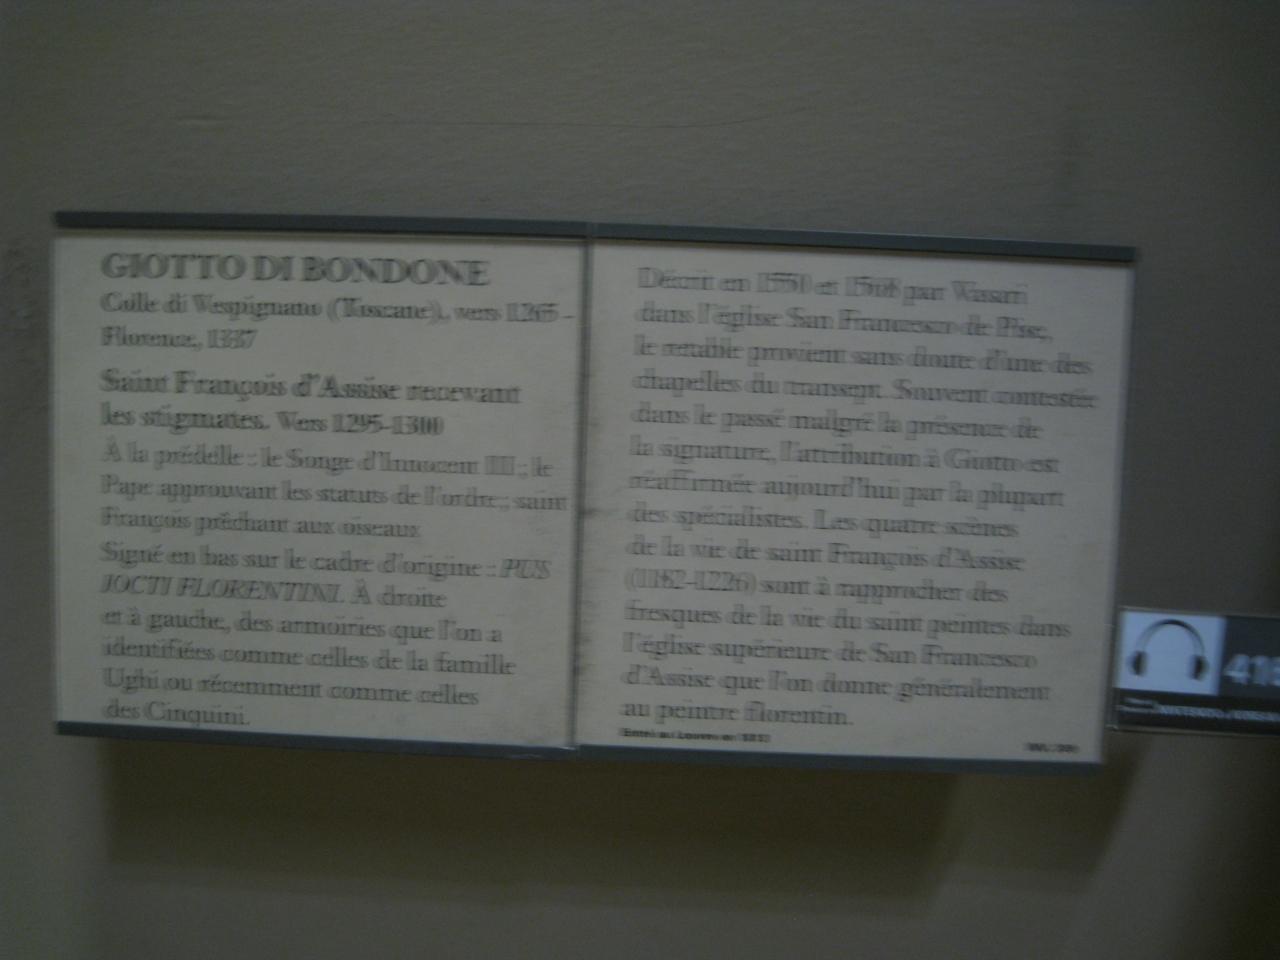 GIOTTO DI BONDONE
Colle di Vespignano (Toscane), vers 1265 -
Florence, 1337
Saint François d'Assise recevant
les stigmates. Vers 1295-1300
À la prédelle : le Songe d'Innocent III ; le
Pape approuvant les statuts de l'ordre ; saint
François prêchant aux oiseaux
Signé en bas sur le cadre d'origine : PUS
JOCTI FLORENTINI. À droite
et à gauche, des armoiries que l'on a
identifiées comme celles de la famille
Ughi ou récemment comme celles
des Cinquini.
Décrit en 1550 et 1568 par Vasari
dans l'église San Francesco de Pise,
le retable provient sans doute d'une des
chapelles du transept. Souvent contestée
dans le passé malgré la présence de
la signature, l'attribution à Giotto est
réaffirmée aujourd'hui par la plupart
des spécialistes. Les quatre scènes
de la vie de saint François d'Assise
(1182-1226) sont à rapprocher des
fresques de la vie du saint peintes dans
l'église supérieure de San Francesco
d'Assise que l'on donne généralement
au peintre florentin.
Entré au Louvre en